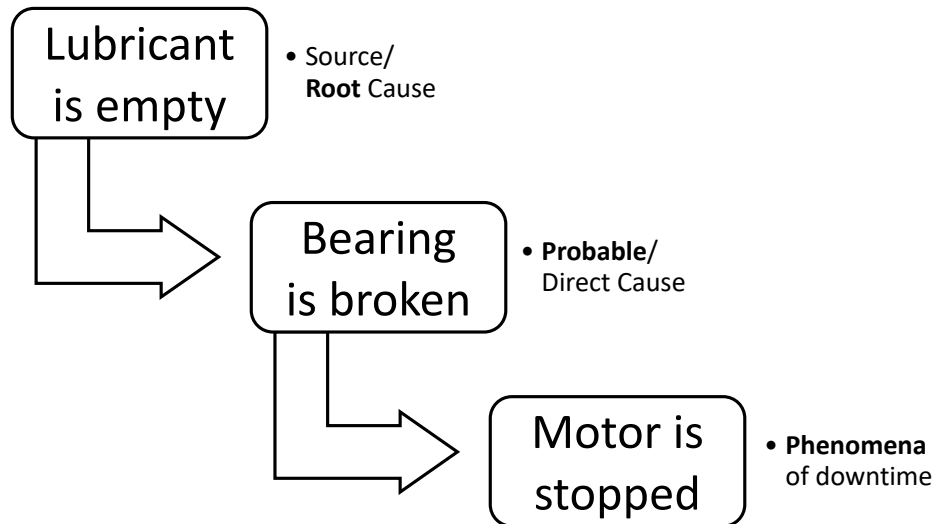 Lubricant
is empty
• Source/
Root Cause
Bearing
is broken
• Probable/
Direct Cause
Motor is
stopped
• Phenomena
of downtime